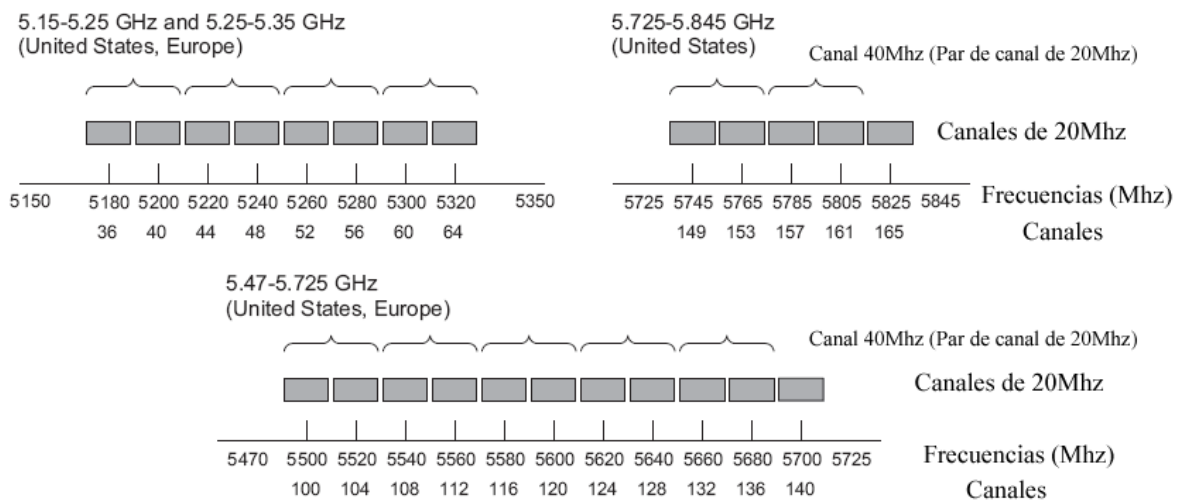 5.15-5.25 GHz and 5.25-5.35 GHz
(United States, Europe)
5150 5180 5200 5220 5240 5260 5280 5300 5320 5350
36 40 44 48 52 56 60 64
5.725-5.845 GHz
(United States)
Canal 40Mhz (Par de canal de 20Mhz)
Canales de 20Mhz
5725 5745 5765 5785 5805 5825 5845 Frecuencias (Mhz)
149 153 157 161 165 Canales
5.47-5.725 GHz
(United States, Europe)
Canal 40Mhz (Par de canal de 20Mhz)
Canales de 20Mhz
5470 5500 5520 5540 5560 5580 5600 5620 5640 5660 5680 5700 5725 Frecuencias (Mhz)
100 104 108 112 116 120 124 128 132 136 140 Canales